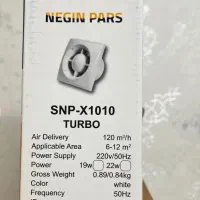 NEGIN PARS
SNP-X1010
TURBO
Air Delivery 120 m³/h
Applicable Area 6-12 m²
Power Supply 220v/50Hz
Power 19w 22w
Gross Weight 0.89/0.84kg
Color white
Frequency 50Hz